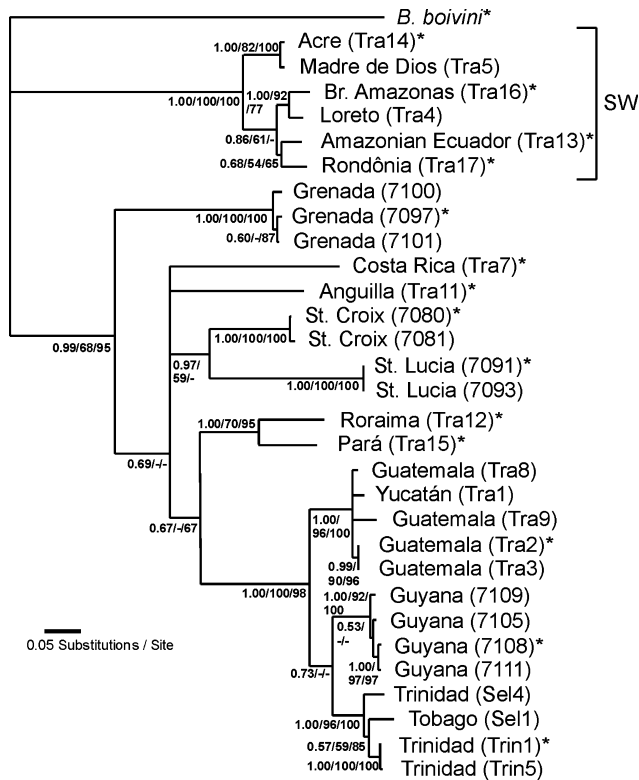 B. boivini*
Acre (Tra14)*
1.00/82/100
Madre de Dios (Tra5)
1.00/92
/77
Br. Amazonas (Tra16)*
SW
1.00/100/100
Loreto (Tra4)
0.86/61/-
Amazonian Ecuador (Tra13)*
0.68/54/65
Rondônia (Tra17)*
Grenada (7100)
1.00/100/100
Grenada (7097)*
0.60/-/87
Grenada (7101)
Costa Rica (Tra7)*
Anguilla (Tra11)*
St. Croix (7080)*
1.00/100/100
St. Croix (7081)
0.99/68/95
0.97/
59/-
St. Lucia (7091)*
1.00/100/100
St. Lucia (7093)
Roraima (Tra12)*
1.00/70/95
Pará (Tra15)*
0.69/-/-
Guatemala (Tra8)
Yucatán (Tra1)
0.67/-/67
1.00/
96/100
Guatemala (Tra9)
Guatemala (Tra2)*
0.99/
90/96
Guatemala (Tra3)
1.00/100/98
1.00/92/
100
Guyana (7109)
Guyana (7105)
0.53/
-/-
Guyana (7108)*
1.00/
97/97
Guyana (7111)
0.05 Substitutions / Site
0.73/-/-
Trinidad (Sel4)
1.00/96/100
Tobago (Sel1)
0.57/59/85
Trinidad (Trin1)*
1.00/100/100
Trinidad (Trin5)